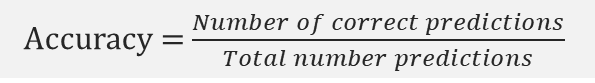 Accuracy = Number of correct predictions
Total number predictions